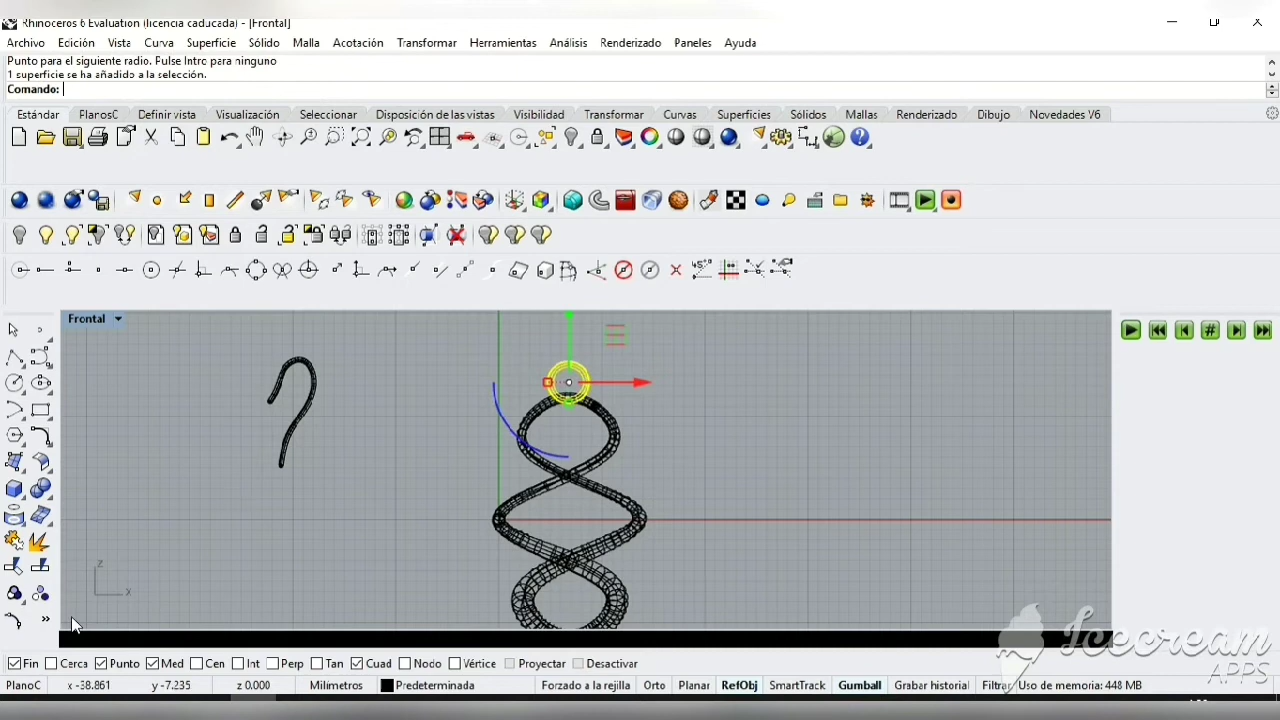 Rhinoceros 6 Evaluation (licencia caducada) - [Frontal]
Archivo Edición Vista Curva Superficie Sólido Malla Acotación Transformar Herramientas Análisis Renderizado Paneles Ayuda
Punto para el siguiente radio. Pulse Intro para ninguno
1 superficie se ha añadido a la selección.
Comando:
Estándar PlanosC Definir vista Visualización Seleccionar Disposición de las vistas Visibilidad Transformar Curvas Superficies Sólidos Mallas Renderizado Dibujo Novedades V6
Frontal
z
x
Fin Cerca Punto Med Cen Int Perp Tan Cuad Nodo Vértice Proyectar Desactivar
PlanoC x -38.861 y -7.235 z 0.000 Milímetros Predeterminada Forzado a la rejilla Orto Planar RefObj SmartTrack Gumball Grabar historial Filtrar Uso de memoria: 448 MB
Icecream
APPS